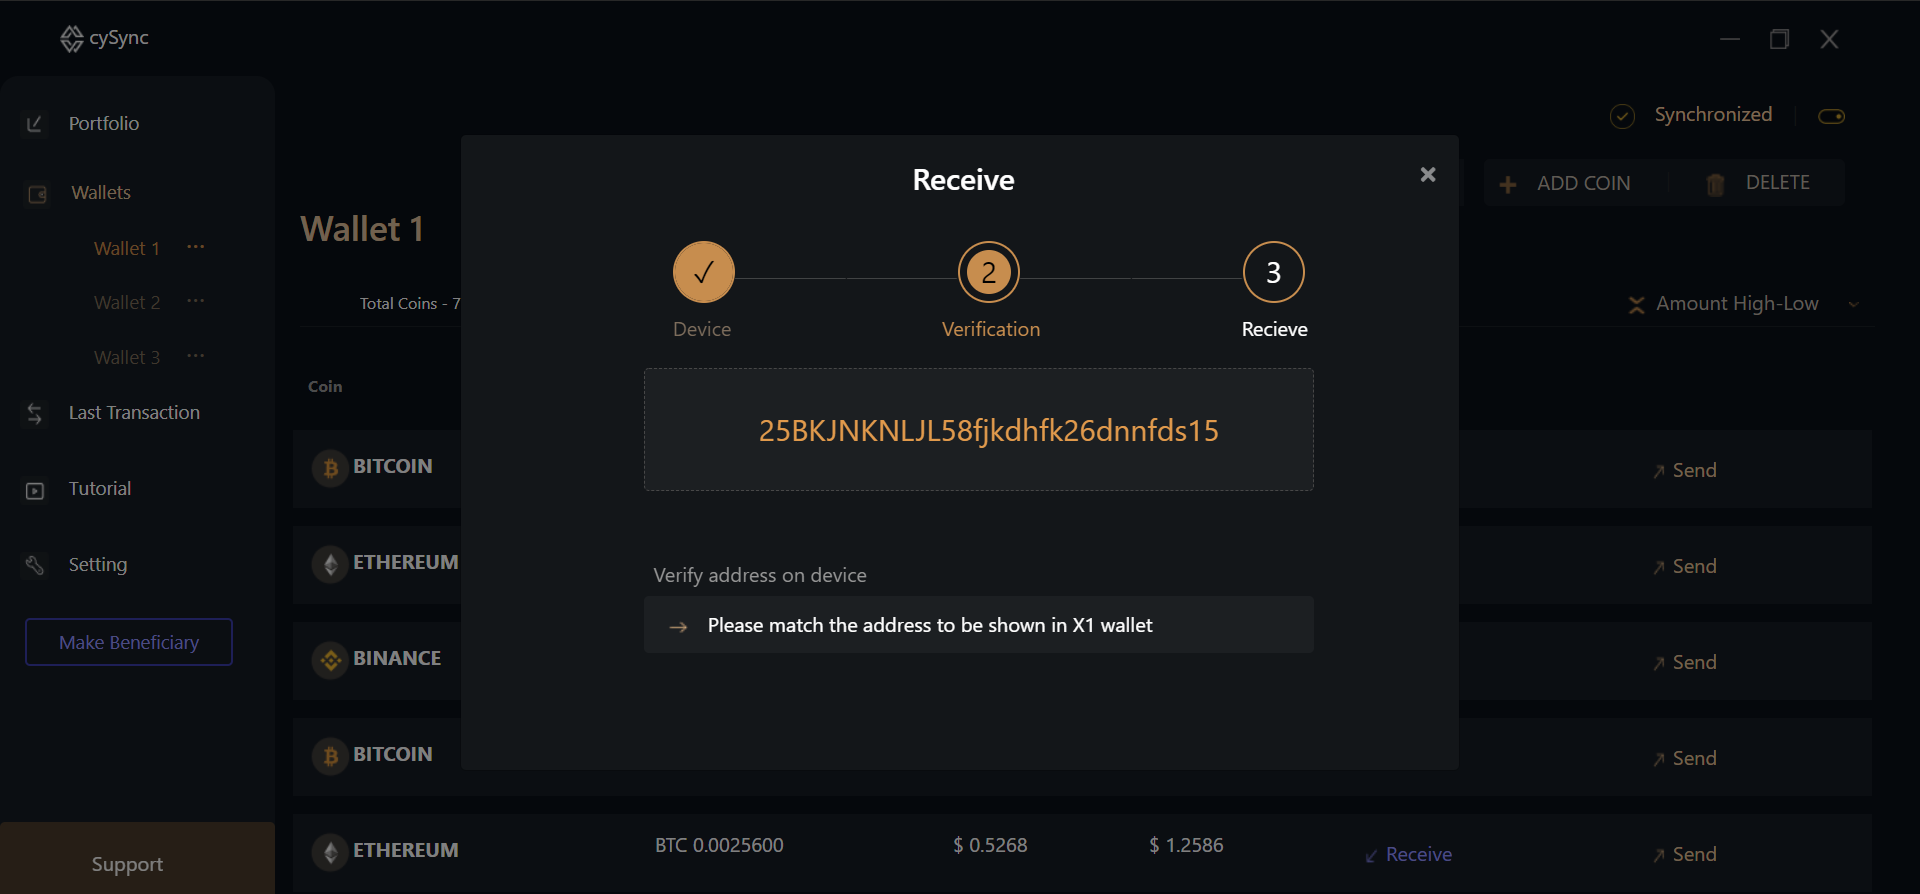 cySync
Portfolio
Wallets
Wallet 1 ...
Wallet 2 ...
Wallet 3 ...
Last Transaction
Tutorial
Setting
Make Beneficiary
Support
Synchronized
ADD COIN
DELETE
Wallet 1
Total Coins - 7
Amount High-Low
Coin
BITCOIN
Send
ETHEREUM
Send
BINANCE
Send
BITCOIN
Send
ETHEREUM BTC 0.0025600 $ 0.5268 $ 1.2586 Receive Send
Receive
2 3
Device Verification Recieve
25BKJNKNLJL58fjkdhfk26dnnfds15
Verify address on device
Please match the address to be shown in X1 wallet